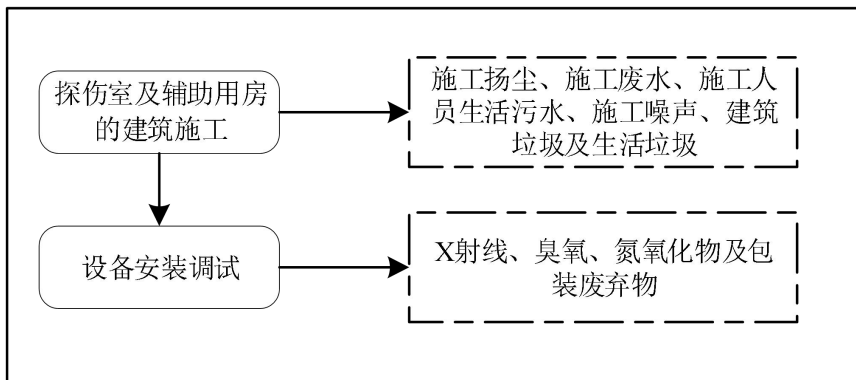 探伤室及辅助用房
的建筑施工
施工扬尘、施工废水、施工人
员生活污水、施工噪声、建筑
垃圾及生活垃圾
设备安装调试
X射线、臭氧、氮氧化物及包
装废弃物